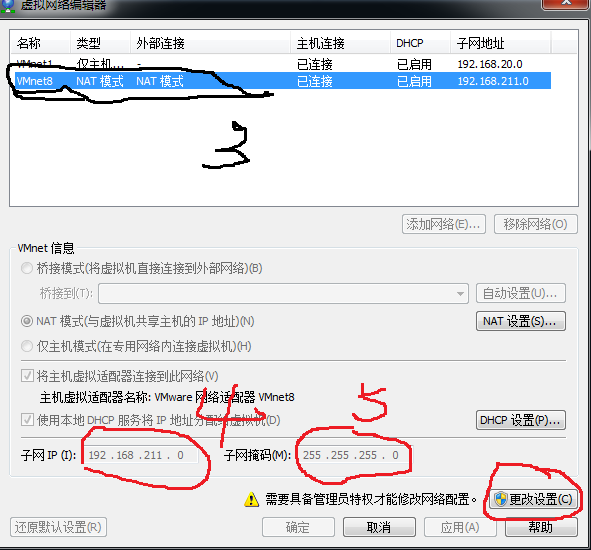 虚拟网络编辑器
名称 类型 外部连接 主机连接 DHCP 子网地址
VMnet1 仅主机... - 已连接 已启用 192.168.20.0
VMnet8 NAT 模式 NAT 模式 已连接 已启用 192.168.211.0
3
添加网络(E)... 移除网络(O)
VMnet 信息
桥接模式(将虚拟机直接连接到外部网络)(B)
桥接到(T): 自动设置(U)...
NAT 模式(与虚拟机共享主机的 IP 地址)(N) NAT 设置(S)...
仅主机模式(在专用网络内连接虚拟机)(H)
将主机虚拟适配器连接到此网络(V)
主机虚拟适配器名称: VMware 网络适配器 VMnet8
4 5
使用本地 DHCP 服务将 IP 地址分配给虚拟机(D) DHCP 设置(P)...
子网 IP (I): 192 .168 .211 . 0 子网掩码(M): 255 .255 .255 . 0
需要具备管理员特权才能修改网络配置。 更改设置(C)
还原默认设置(R) 确定 取消 应用(A) 帮助